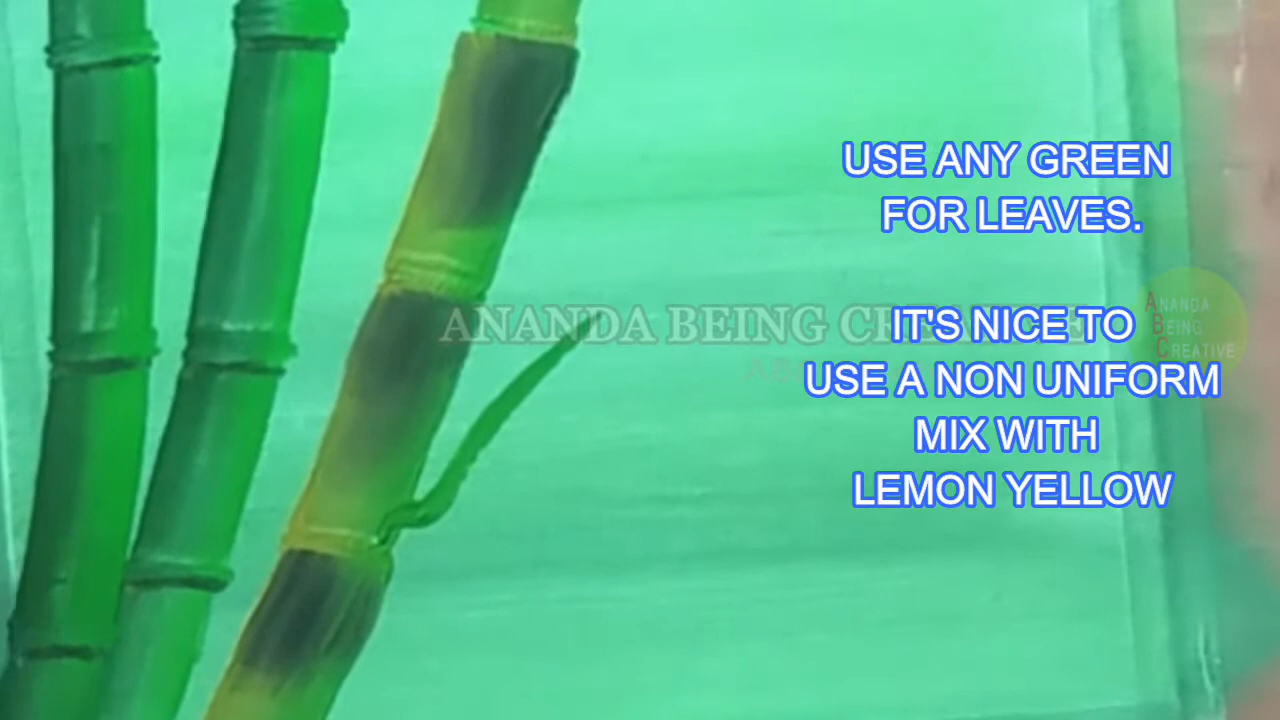 USE ANY GREEN
FOR LEAVES.
IT'S NICE TO
USE A NON UNIFORM
MIX WITH
LEMON YELLOW
ANANDA BEING
ANANDA
BEING
CREATIVE